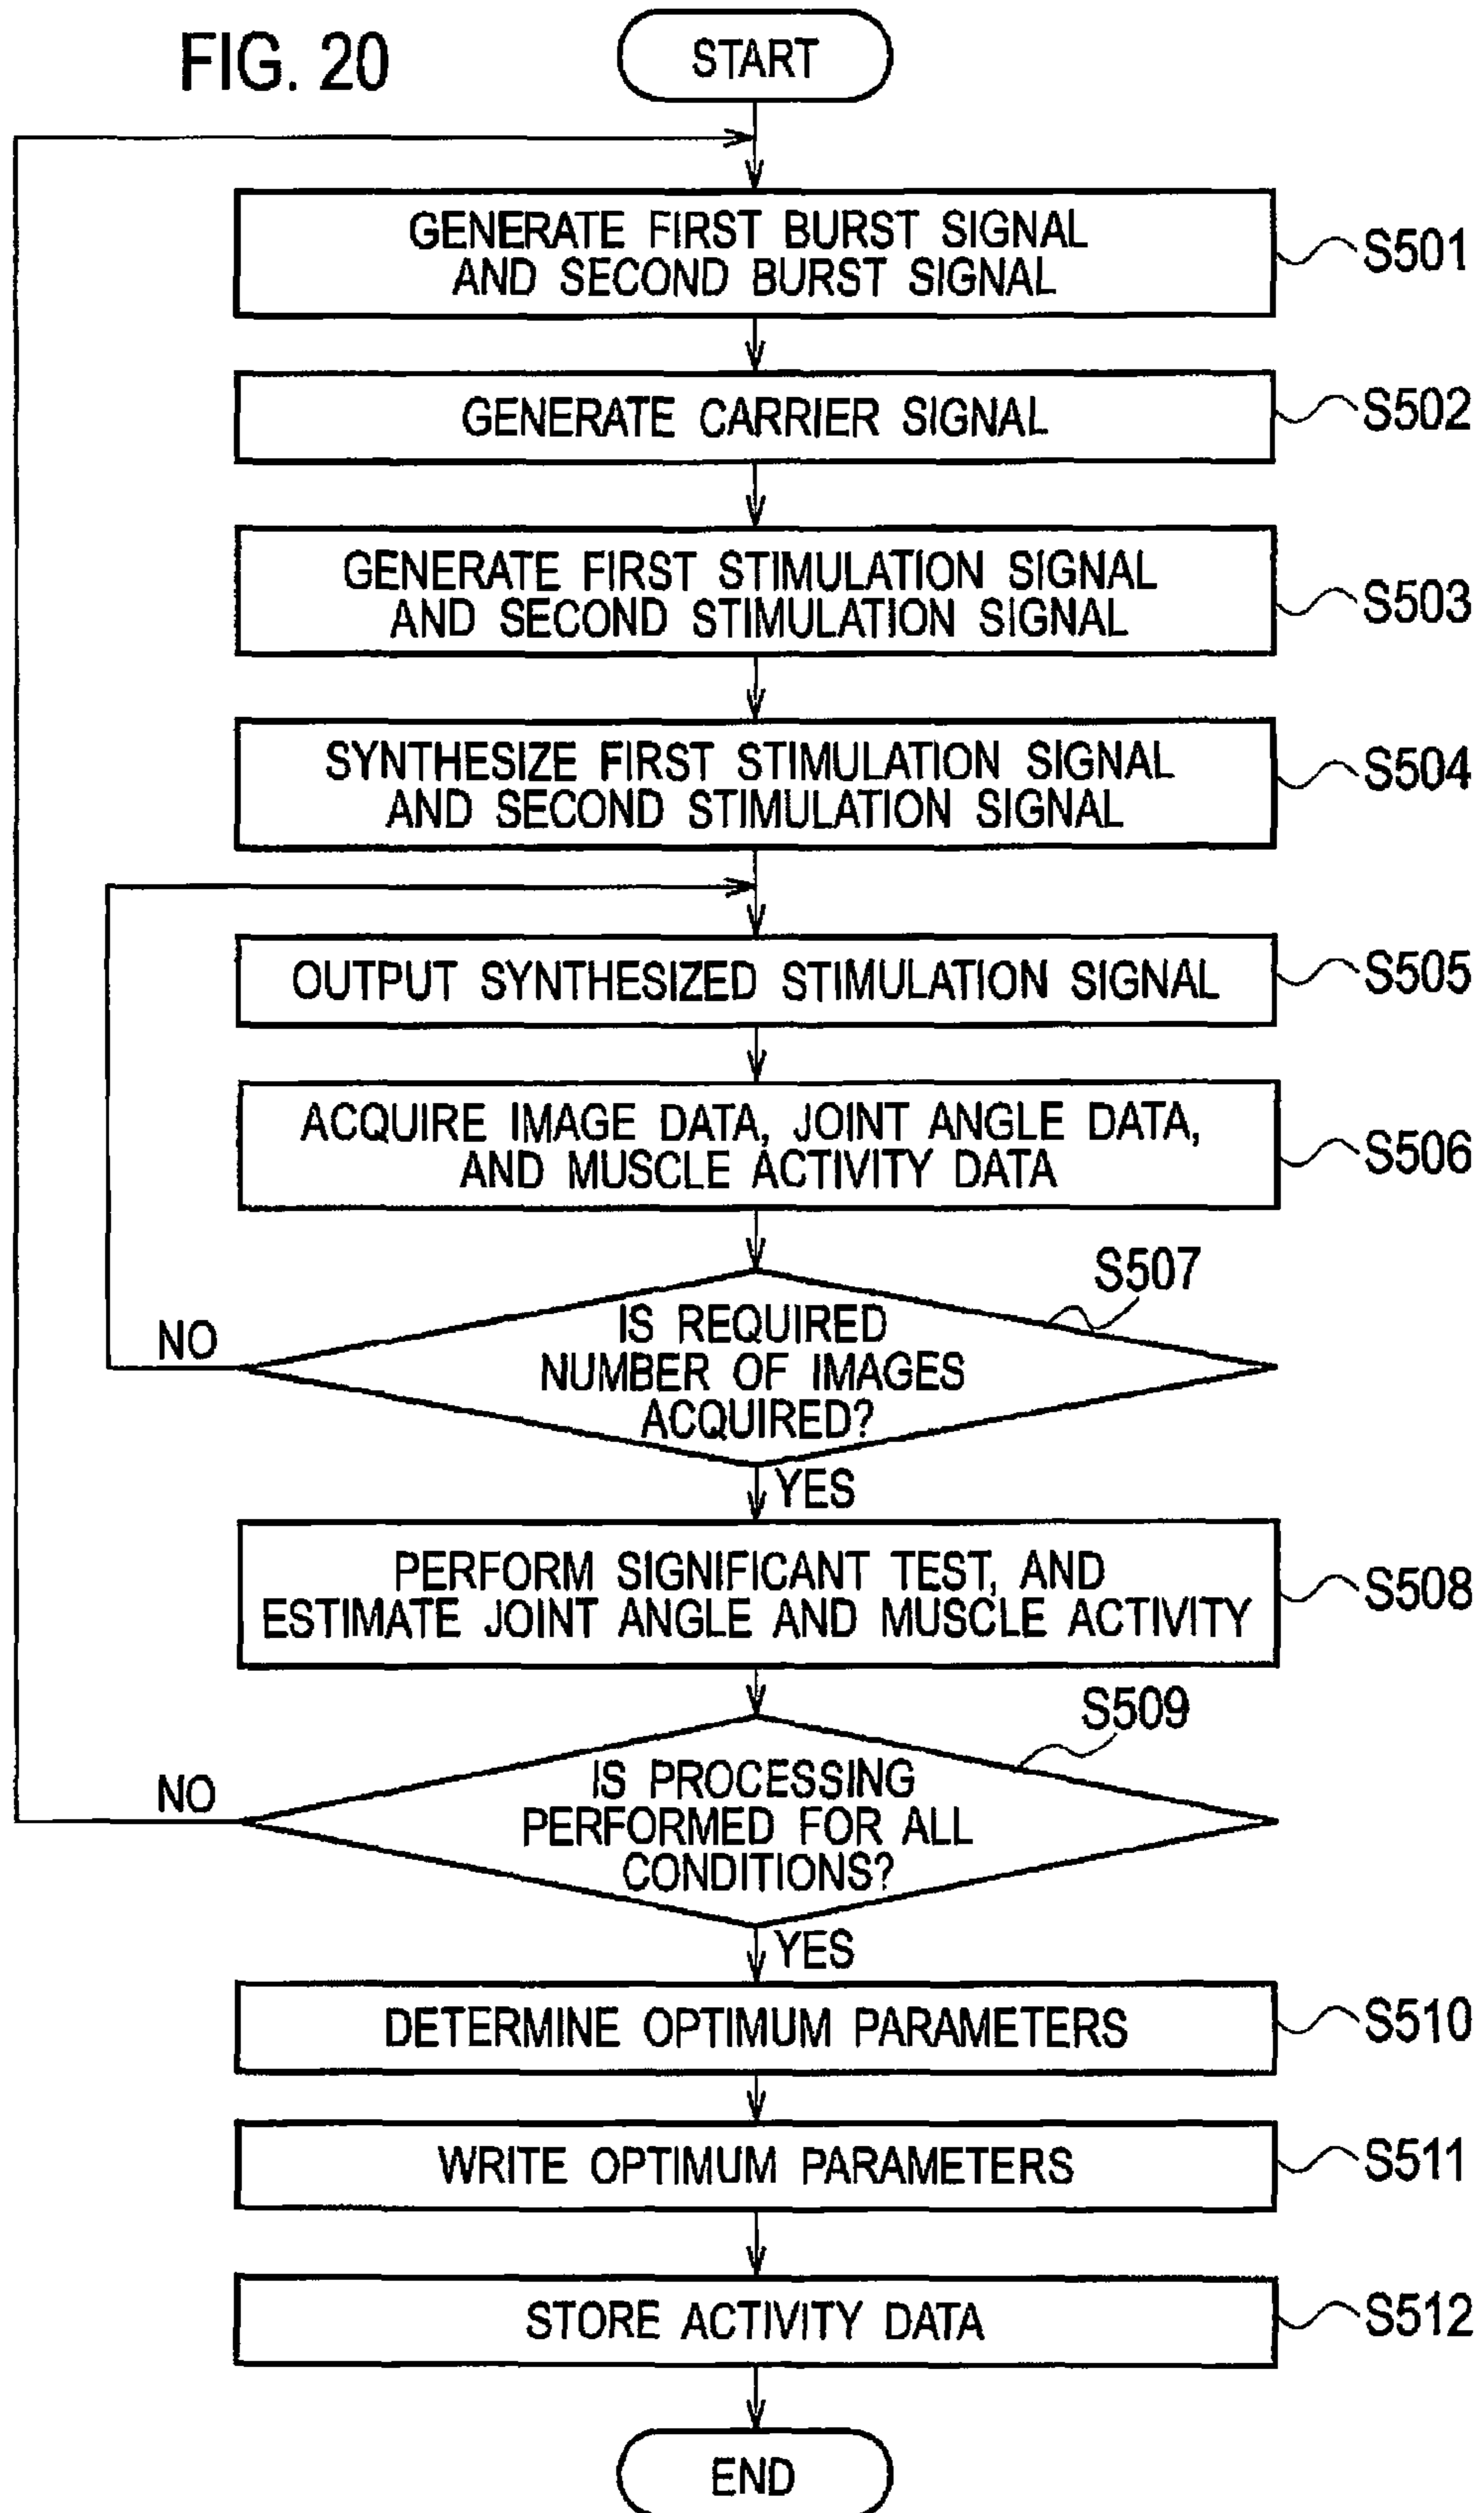 FIG. 20
START
GENERATE FIRST BURST SIGNAL
AND SECOND BURST SIGNAL
S501
GENERATE CARRIER SIGNAL
S502
GENERATE FIRST STIMULATION SIGNAL
AND SECOND STIMULATION SIGNAL
S503
SYNTHESIZE FIRST STIMULATION SIGNAL
AND SECOND STIMULATION SIGNAL
S504
OUTPUT SYNTHESIZED STIMULATION SIGNAL
S505
ACQUIRE IMAGE DATA, JOINT ANGLE DATA,
AND MUSCLE ACTIVITY DATA
S506
S507
IS REQUIRED
NUMBER OF IMAGES
ACQUIRED?
NO
YES
PERFORM SIGNIFICANT TEST, AND
ESTIMATE JOINT ANGLE AND MUSCLE ACTIVITY
S508
S509
IS PROCESSING
PERFORMED FOR ALL
CONDITIONS?
NO
YES
DETERMINE OPTIMUM PARAMETERS
S510
WRITE OPTIMUM PARAMETERS
S511
STORE ACTIVITY DATA
S512
END